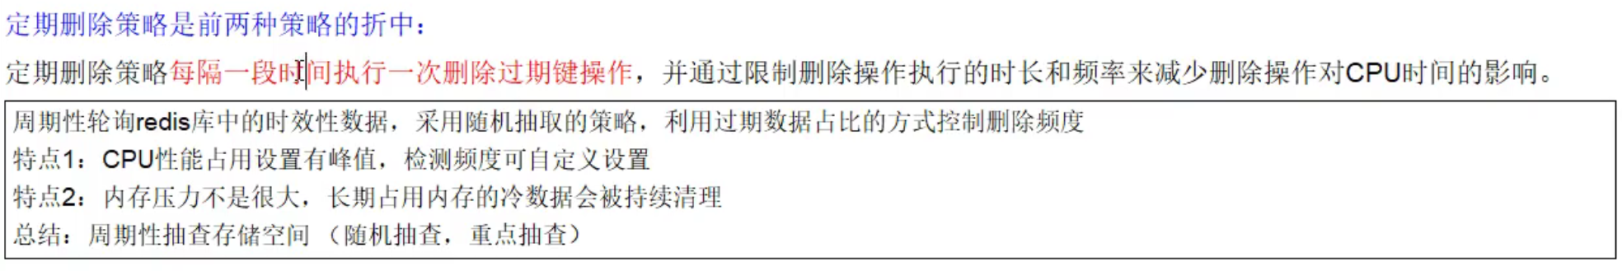 定期删除策略是前两种策略的折中：
定期删除策略每隔一段时间执行一次删除过期键操作，并通过限制删除操作执行的时长和频率来减少删除操作对CPU时间的影响。
周期性轮询redis库中的时效性数据，采用随机抽取的策略，利用过期数据占比的方式控制删除频度
特点1：CPU性能占用设置有峰值，检测频度可自定义设置
特点2：内存压力不是很大，长期占用内存的冷数据会被持续清理
总结：周期性抽查存储空间 （随机抽查，重点抽查）